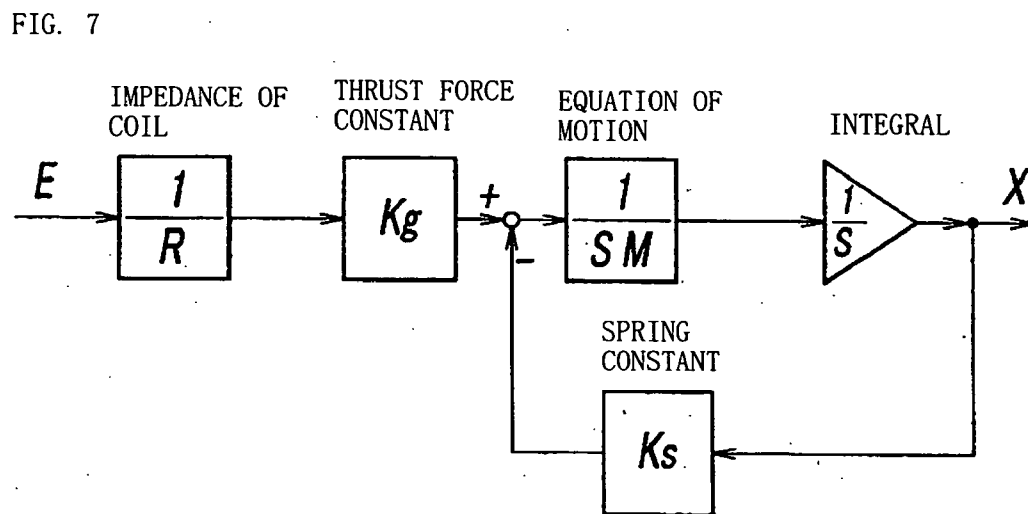 FIG. 7
IMPEDANCE OF
COIL
THRUST FORCE
CONSTANT
EQUATION OF
MOTION
INTEGRAL
E
1
R
Kg
+
-
1
SM
1
S
X
SPRING
CONSTANT
Ks